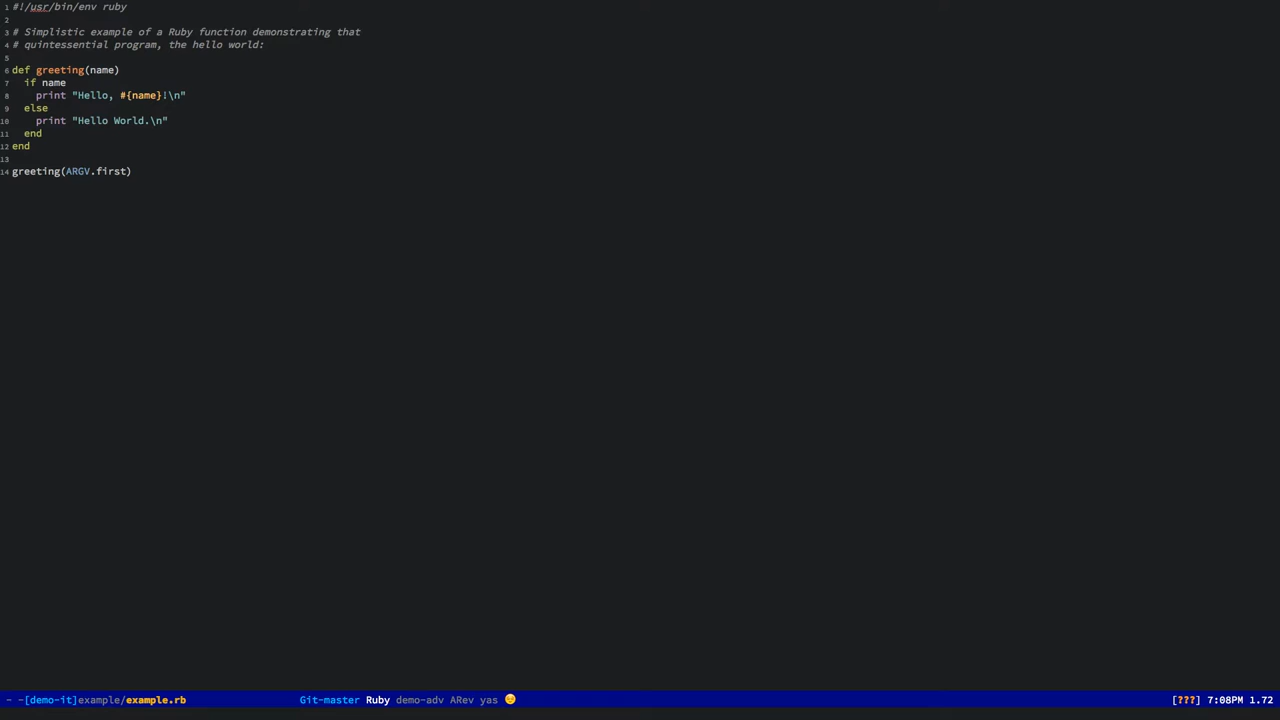 1 #!/usr/bin/env ruby
2
3 # Simplistic example of a Ruby function demonstrating that
4 # quintessential program, the hello world:
5
6 def greeting(name)
7   if name
8     print "Hello, #{name}!\n"
9   else
10     print "Hello World.\n"
11   end
12 end
13
14 greeting(ARGV.first)
- -[demo-it]example/example.rb Git-master Ruby demo-adv ARev yas [???] 7:08PM 1.72